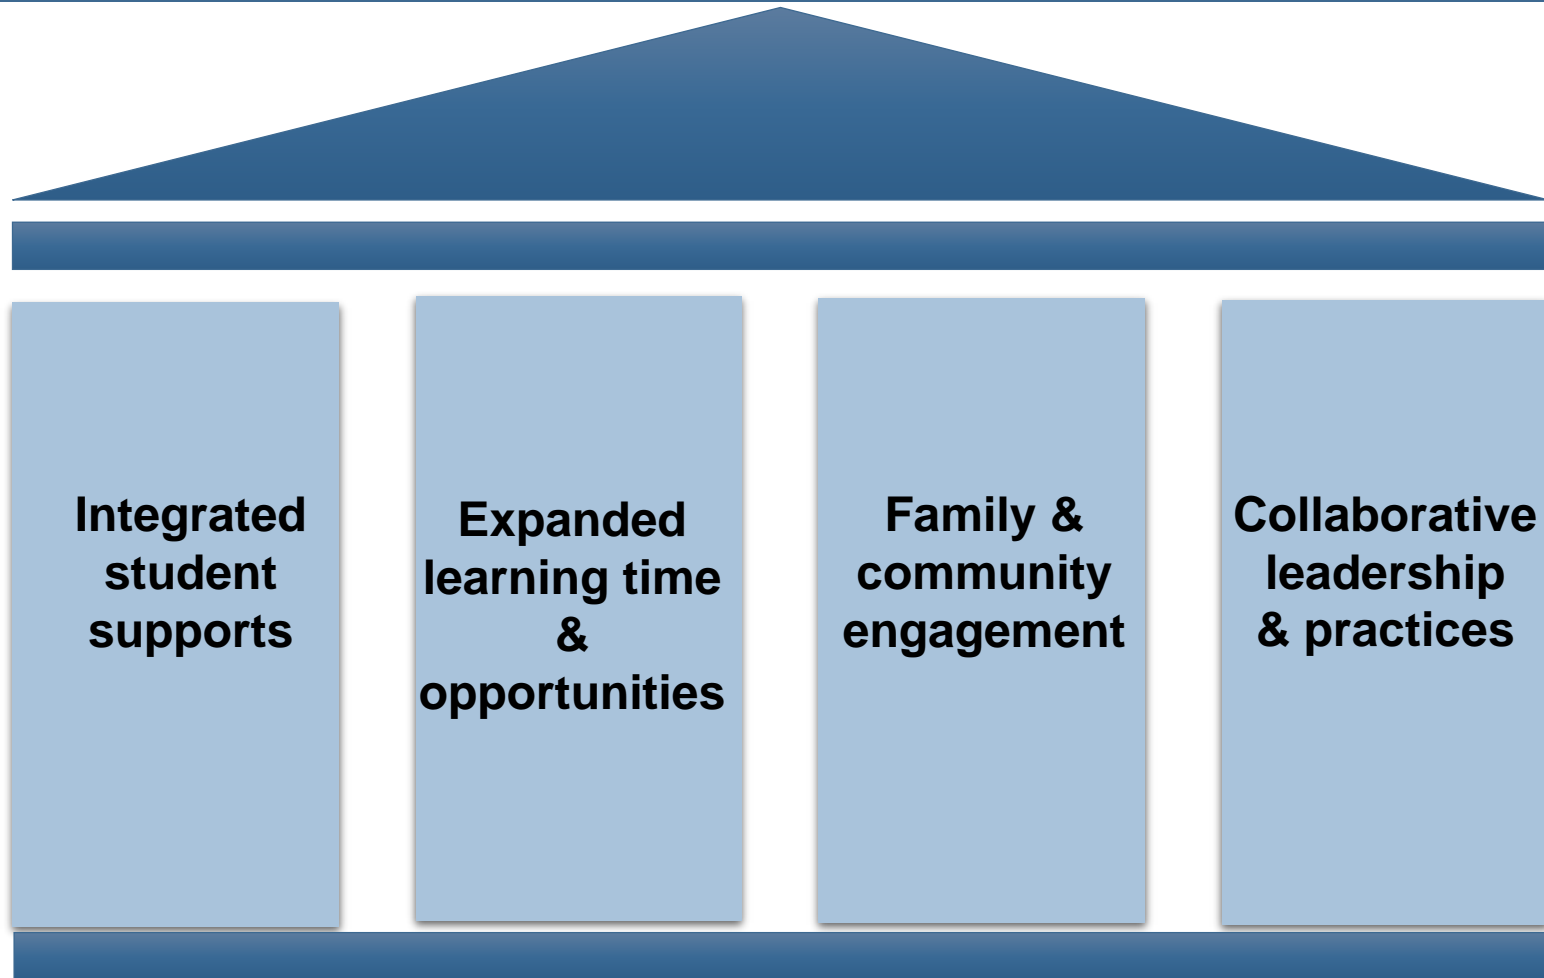 Integrated
student
supports
Expanded
learning time
&
opportunities
Family &
community
engagement
Collaborative
leadership
& practices